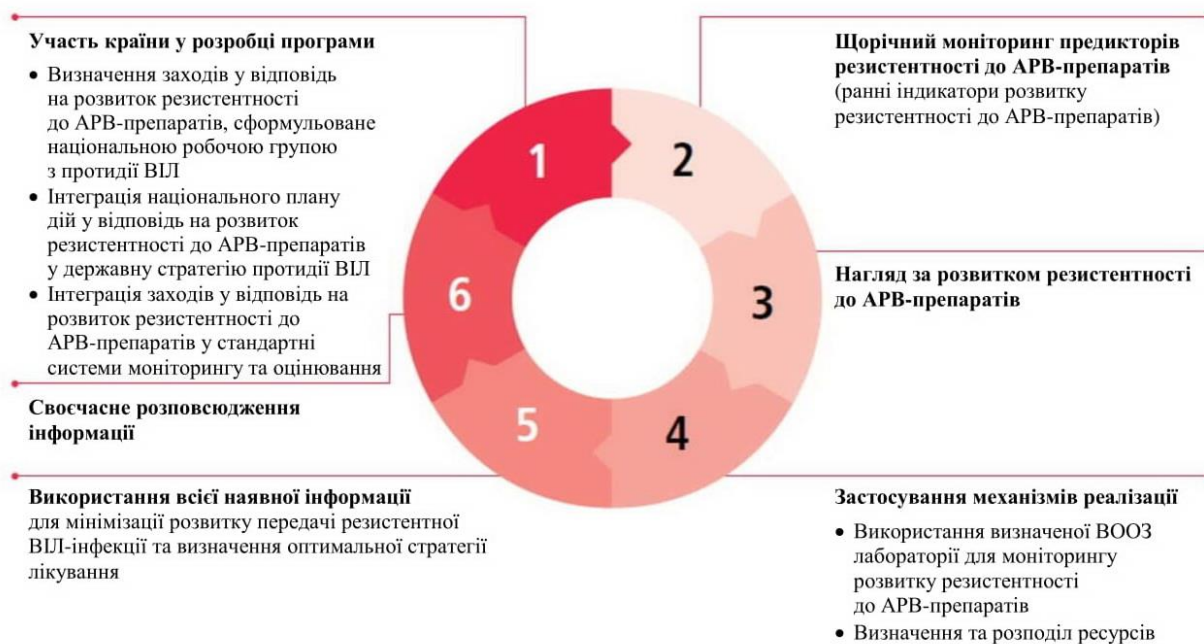 Участь країни у розробці програми
• Визначення заходів у відповідь
на розвиток резистентності
до АРВ-препаратів, сформульоване
національною робочою групою
з протидії ВІЛ
• Інтеграція національного плану
дій у відповідь на розвиток
резистентності до АРВ-препаратів
у державну стратегію протидії ВІЛ
• Інтеграція заходів у відповідь на
розвиток резистентності до
АРВ-препаратів у стандартні
системи моніторингу та оцінювання
Своєчасне розповсюдження
інформації
Використання всієї наявної інформації
для мінімізації розвитку передачі резистентної
ВІЛ-інфекції та визначення оптимальної стратегії
лікування
1
2
3
4
5
6
Щорічний моніторинг предикторів
резистентності до АРВ-препаратів
(ранні індикатори розвитку
резистентності до АРВ-препаратів)
Нагляд за розвитком резистентності
до АРВ-препаратів
Застосування механізмів реалізації
• Використання визначеної ВООЗ
лабораторії для моніторингу
розвитку резистентності
до АРВ-препаратів
• Визначення та розподіл ресурсів